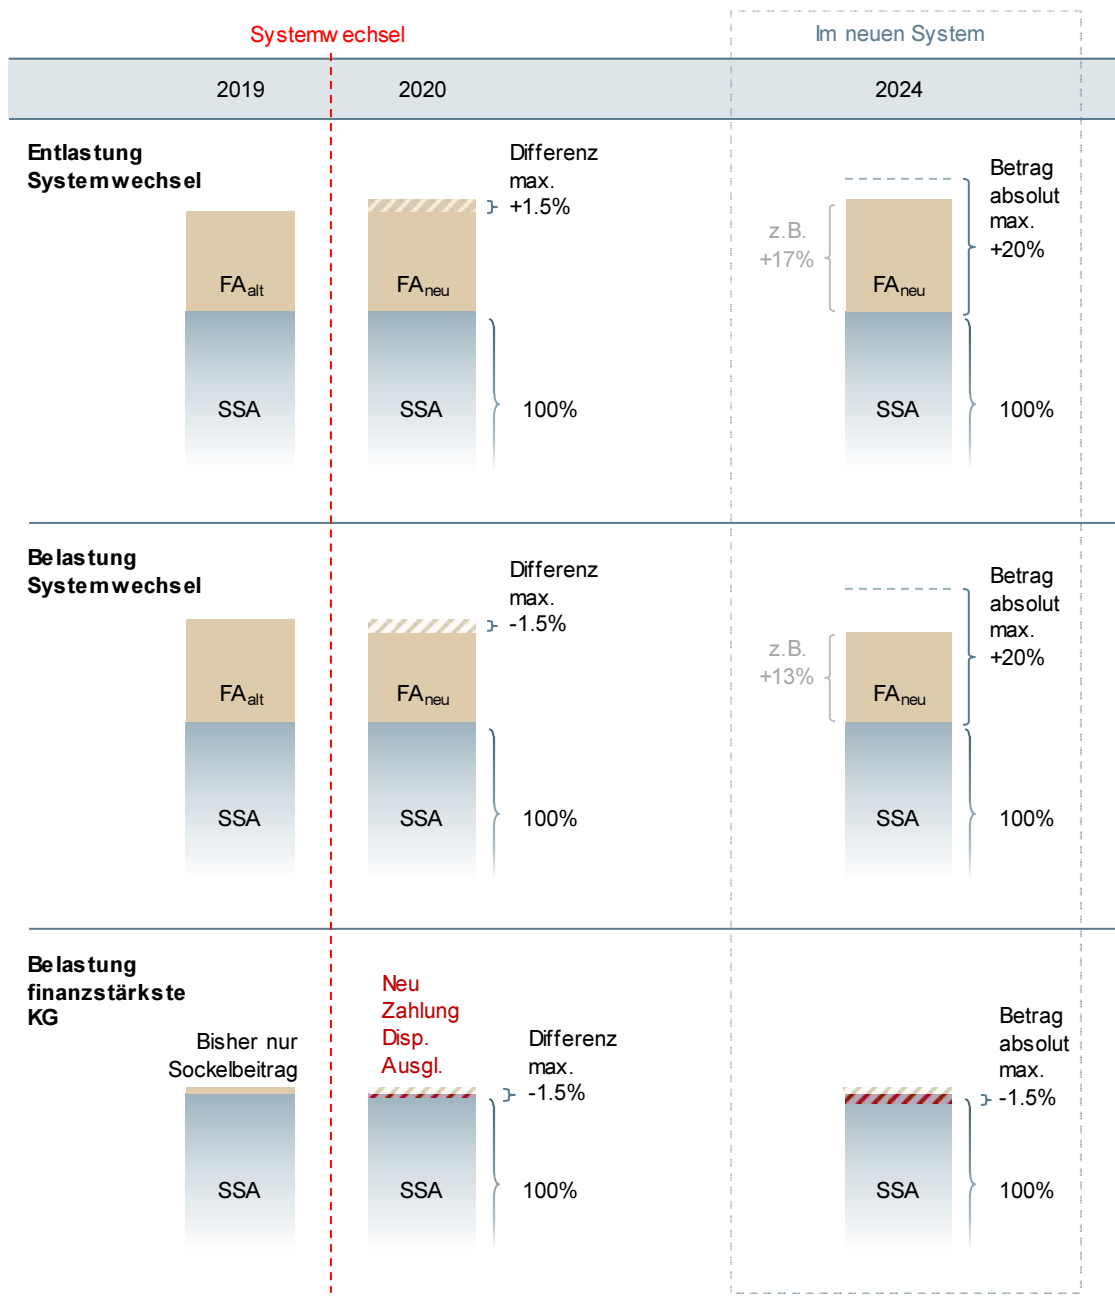 Systemwechsel
Im neuen System
2019
2020
2024
Entlastung
Systemwechsel
Differenz
max.
+1.5%
Betrag
absolut
max.
+20%
z.B.
+17%
FAalt
FAneu
FAneu
SSA
SSA
100%
SSA
100%
Belastung
Systemwechsel
Differenz
max.
-1.5%
Betrag
absolut
max.
+20%
z.B.
+13%
FAalt
FAneu
FAneu
SSA
SSA
100%
SSA
100%
Belastung
finanzstärkste
KG
Bisher nur
Sockelbeitrag
Neu
Zahlung
Disp.
Ausgl.
Differenz
max.
-1.5%
Betrag
absolut
max.
-1.5%
SSA
SSA
100%
SSA
100%